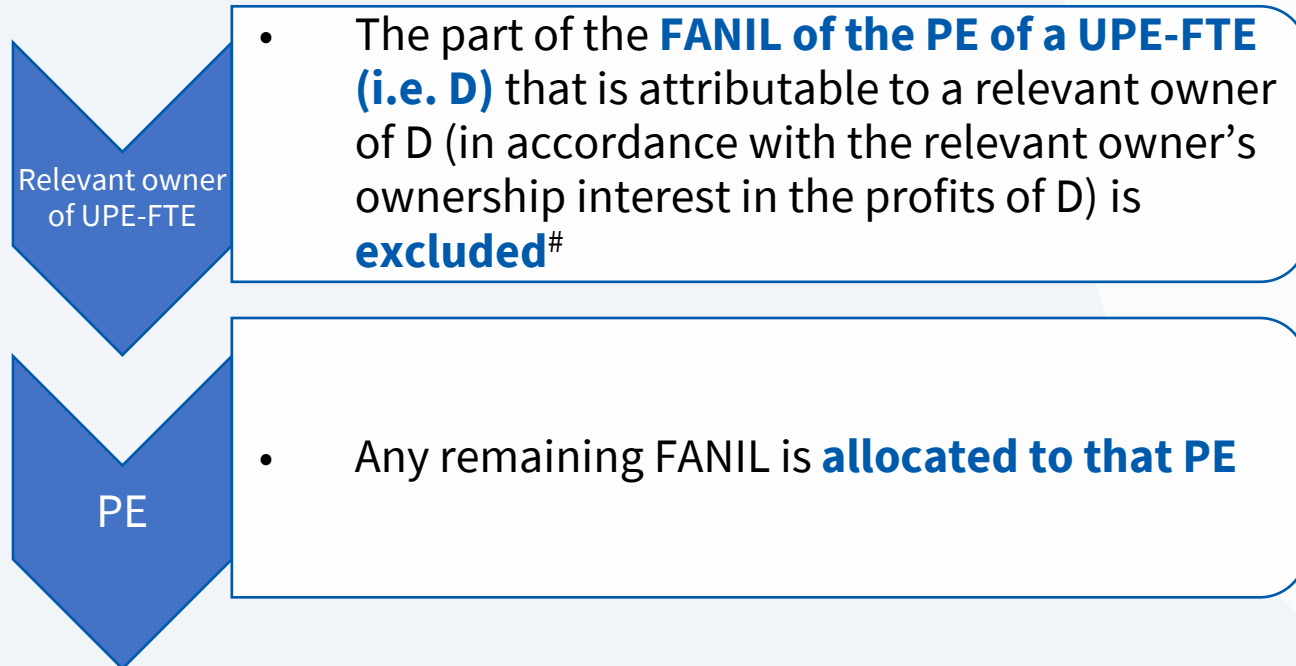 Relevant owner
of UPE-FTE
• The part of the FANIL of the PE of a UPE-FTE
(i.e. D) that is attributable to a relevant owner
of D (in accordance with the relevant owner’s
ownership interest in the profits of D) is
excluded#
PE
• Any remaining FANIL is allocated to that PE